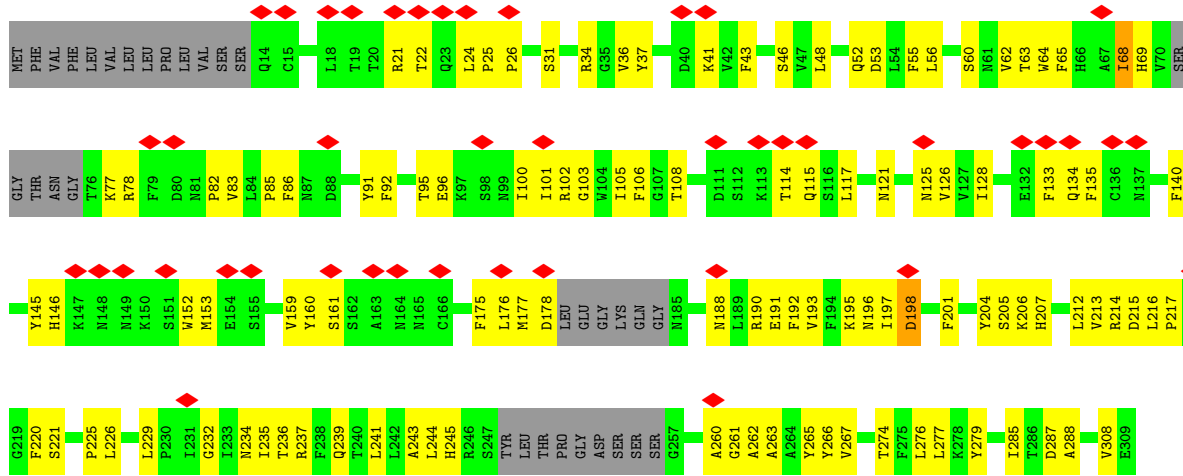 MET PHE VAL PHE LEU VAL LEU LEU PRO LEU VAL SER SER Q14 C15 L18 T19 T20 R21 T22 Q23 L24 P25 P26 S31 R34 G35 V36 Y37 D40 K41 V42 F43 S46 V47 L48 Q52 D53 L54 F55 L56 S60 N61 V62 T63 W64 F65 H66 A67 I68 H69 V70 SER
GLY THR ASN GLY T76 K77 R78 F79 D80 N81 P82 V83 L84 P85 F86 N87 D88 Y91 F92 T95 E96 K97 S98 N99 I100 I101 R102 G103 W104 I105 F106 G107 T108 D111 S112 K113 T114 Q115 S116 L117 N121 N125 V126 V127 I128 E132 F133 Q134 F135 C136 N137 F140
Y145 H146 K147 N148 N149 K150 S151 W152 M153 E154 S155 V159 Y160 S161 S162 A163 N164 N165 C166 F175 L176 M177 D178 LEU GLU GLY LYS GLN GLY N185 N188 L189 R190 E191 F192 V193 F194 K195 N196 I197 D198 F201 Y204 S205 K206 H207 L212 V213 R214 D215 L216 P217
G219 F220 S221 P225 L226 L229 P230 I231 G232 I233 N234 I235 T236 R237 F238 Q239 T240 L241 L242 A243 L244 H245 R246 S247 TYR LEU THR PRO GLY ASP SER SER SER G257 A260 G261 A262 A263 A264 Y265 Y266 V267 T274 F275 L276 L277 K278 Y279 I285 T286 D287 A288 V308 E309